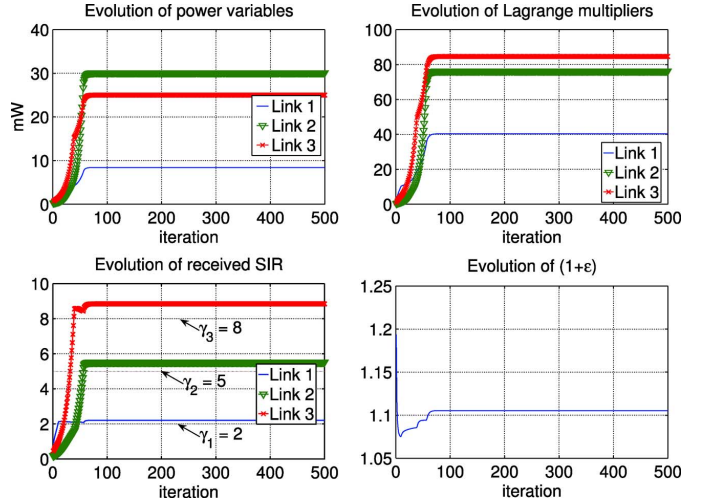 Evolution of power variables
mW
40
30
20
10
0
Link 1
Link 2
Link 3
0 100 200 300 400 500
iteration
Evolution of Lagrange multipliers
100
80
60
40
20
0
Link 1
Link 2
Link 3
0 100 200 300 400 500
iteration
Evolution of received SIR
10
8
6
4
2
0
γ3 = 8
γ2 = 5
γ1 = 2
Link 1
Link 2
Link 3
0 100 200 300 400 500
iteration
Evolution of (1+ε)
1.25
1.2
1.15
1.1
1.05
0 100 200 300 400 500
iteration